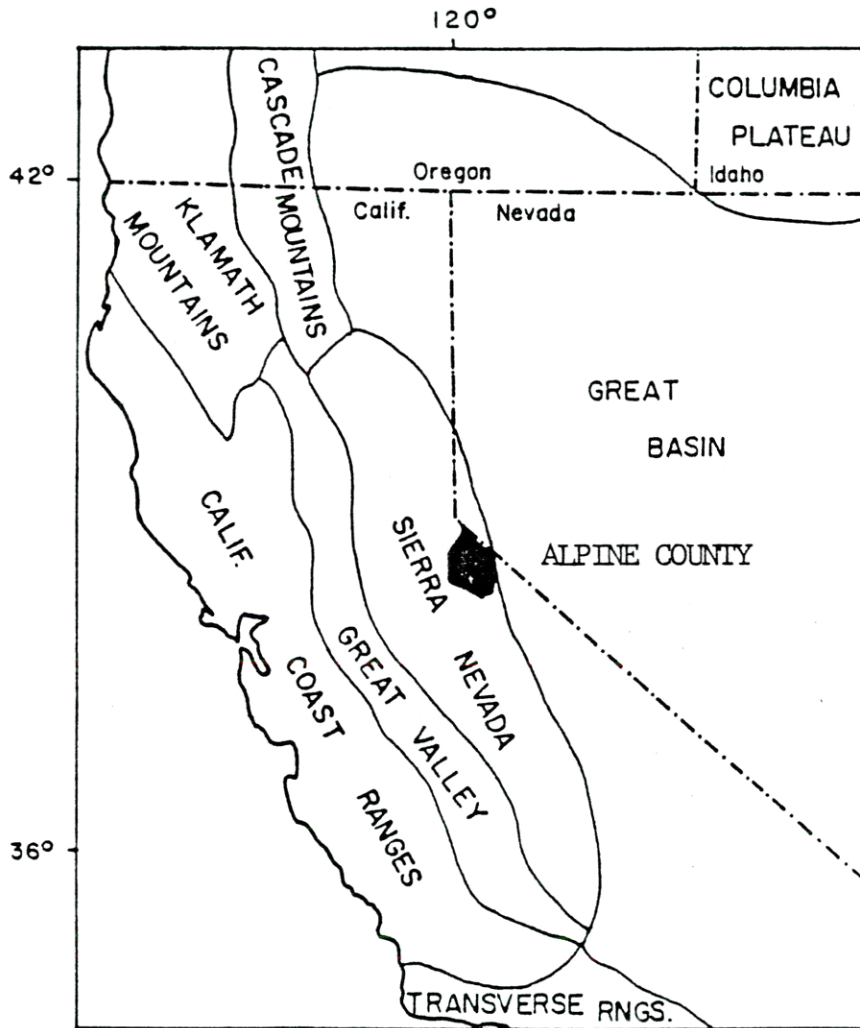 120°
COLUMBIA
PLATEAU
CASCADE MOUNTAINS
42°
Oregon
Idaho
Calif.
Nevada
KLAMATH
MOUNTAINS
GREAT
BASIN
CALIF.
SIERRA
ALPINE COUNTY
GREAT
NEVADA
COAST
VALLEY
RANGES
36°
TRANSVERSE RNGS.